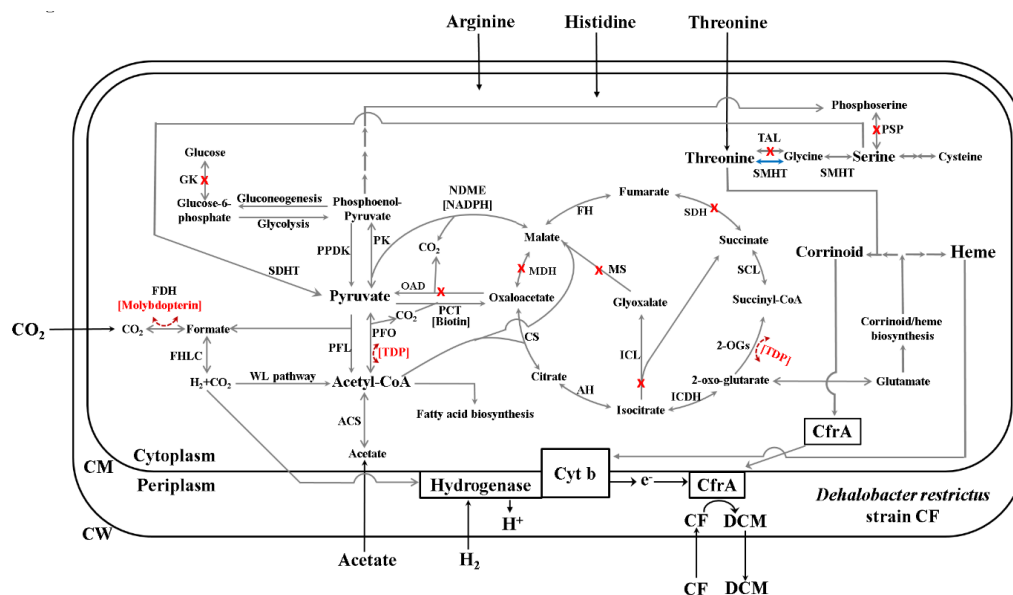 Arginine
Histidine
Threonine
Phosphoserine
X PSP
TAL
X
Threonine
Glycine
Serine
Cysteine
SMHT
SMHT
Glucose
GK X
Glucose-6-
phosphate
Gluconeogenesis
Glycolysis
Phosphoenol-
Pyruvate
NDME
[NADPH]
Fumarate
FH
SDH
X
PPDK
PK
CO2
Malate
Succinate
Corrinoid
Heme
SDHT
OAD
X
X
MDH
X
MS
SCL
Pyruvate
PCT
[Biotin]
Oxaloacetate
Glyoxalate
Succinyl-CoA
FDH
[Molybdopterin]
CO2
CO2
Formate
CO2
PFO
PFL
[TDP]
CS
ICL
2-OGs
[TDP]
Corrinoid/heme
biosynthesis
FHLC
H2+CO2
WL pathway
Acetyl-CoA
Citrate
X
2-oxo-glutarate
Glutamate
AH
ICDH
Fatty acid biosynthesis
Isocitrate
ACS
CfrA
Acetate
CM
Cytoplasm
Cyt b
Periplasm
Hydrogenase
e-
CfrA
Dehalobacter restrictus
strain CF
H+
CF
DCM
CW
Acetate
H2
CF
DCM